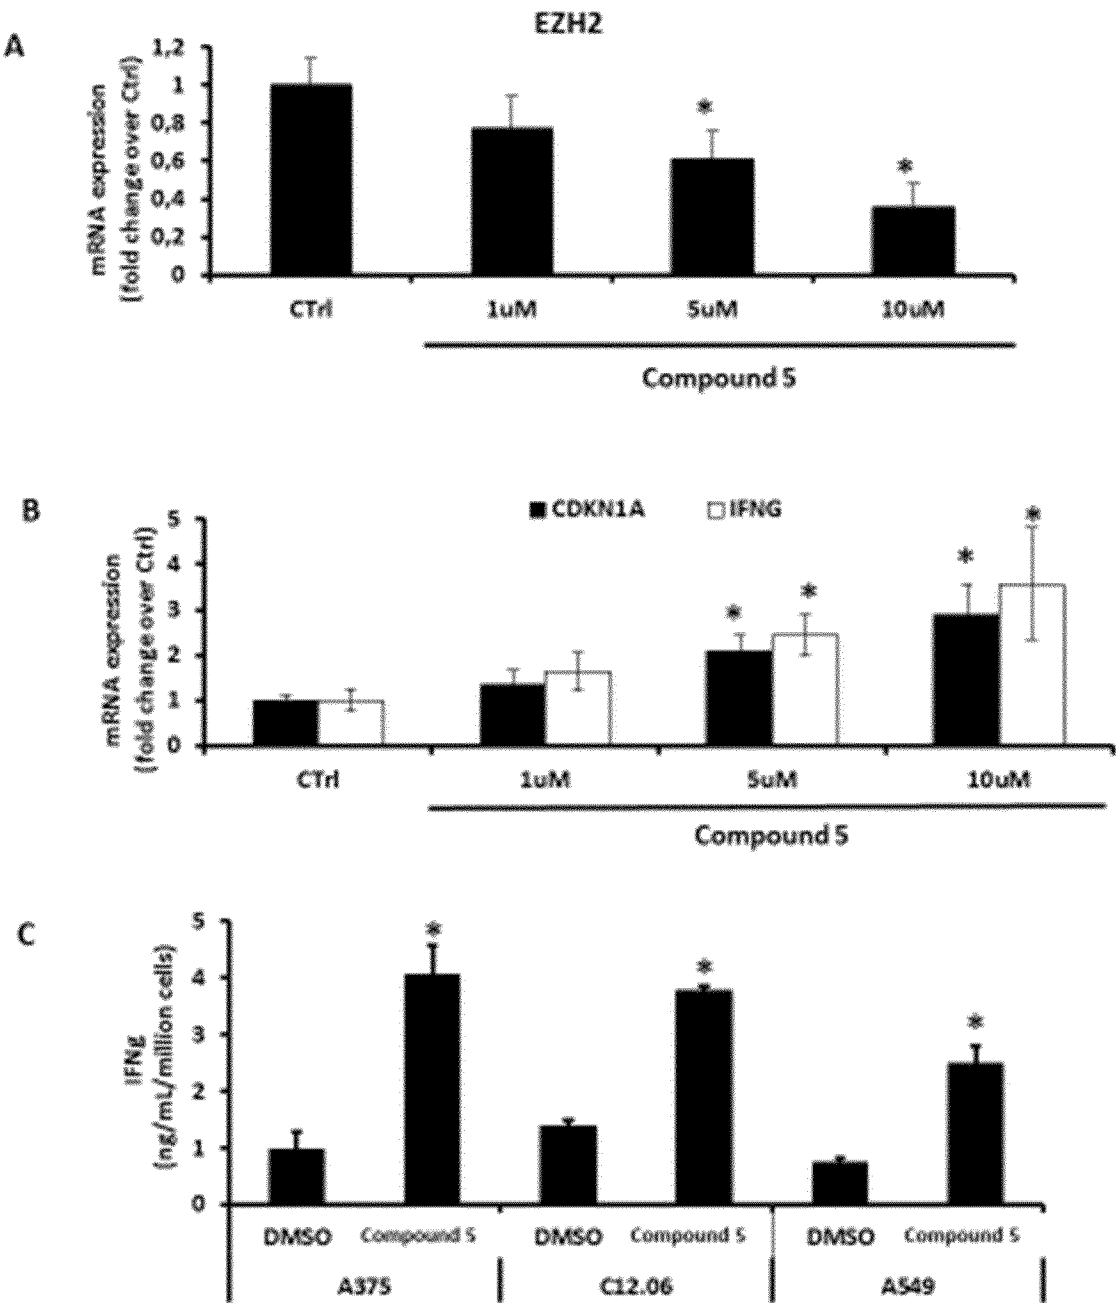 A
EZH2
mRNA expression
(fold change over Ctrl)
1,2
1
0,8
0,6
0,4
0,2
0
*
*
CTrl 1uM 5uM 10uM
Compound 5
B
CDKN1A IFNG
mRNA expression
(fold change over Ctrl)
5
4
3
2
1
0
* * * *
CTrl 1uM 5uM 10uM
Compound 5
C
IFNg
(ng/mL/million cells)
5
4
3
2
1
0
* * *
DMSO Compound 5 DMSO Compound 5 DMSO Compound 5
A375 C12.06 A549